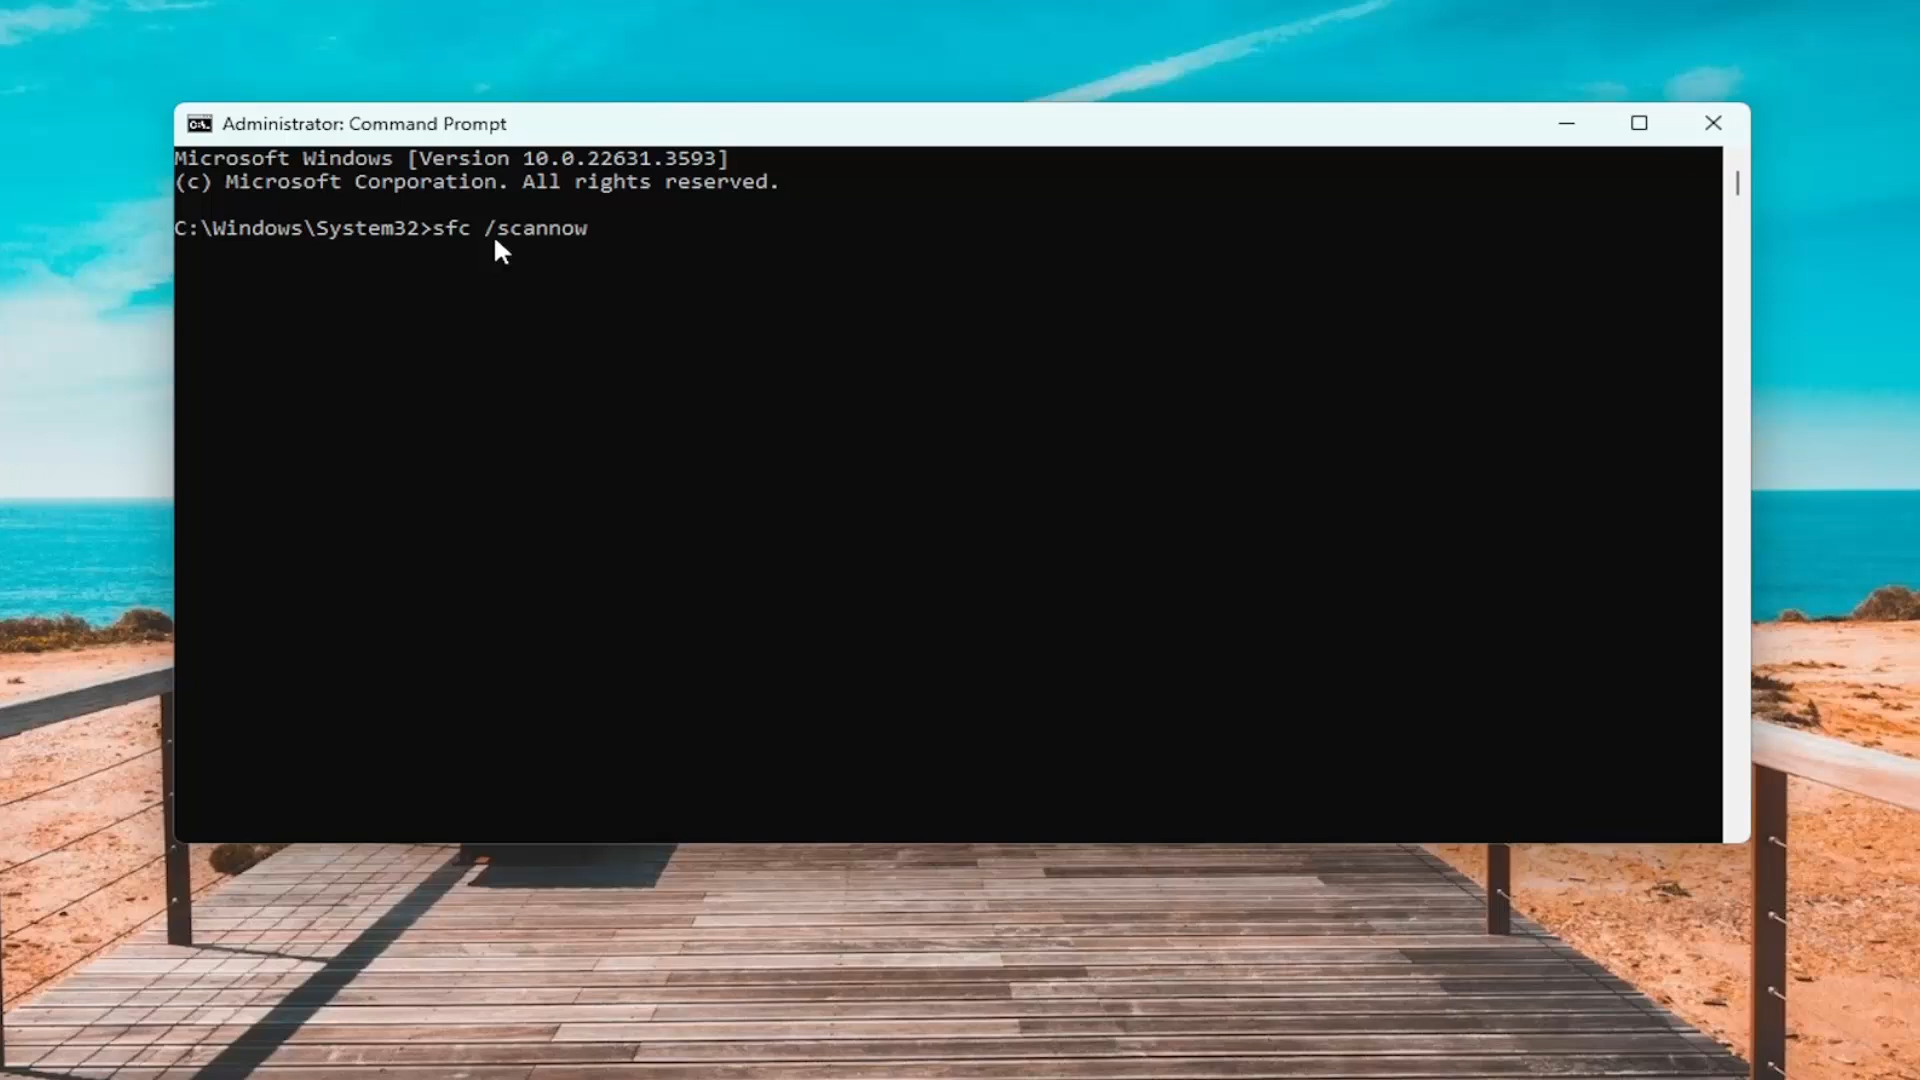 Administrator: Command Prompt
Microsoft Windows [Version 10.0.22631.3593]
(c) Microsoft Corporation. All rights reserved.
C:\Windows\System32>sfc /scannow